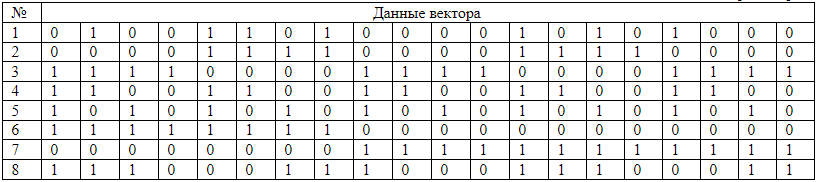 № Данные вектора
1 0 1 0 0 1 1 0 1 0 0 0 0 1 0 1 0 1 0 0 0
2 0 0 0 0 1 1 1 1 0 0 0 0 1 1 1 1 0 0 0 0
3 1 1 1 1 0 0 0 0 1 1 1 1 0 0 0 0 1 1 1 1
4 1 1 0 0 1 1 0 0 1 1 0 0 1 1 0 0 1 1 0 0
5 1 0 1 0 1 0 1 0 1 0 1 0 1 0 1 0 1 0 1 0
6 1 1 1 1 1 1 1 1 0 0 0 0 0 0 0 0 0 0 0 0
7 0 0 0 0 0 0 0 0 1 1 1 1 1 1 1 1 1 1 1 1
8 1 1 1 0 0 0 1 1 1 0 0 0 1 1 1 0 0 0 1 1